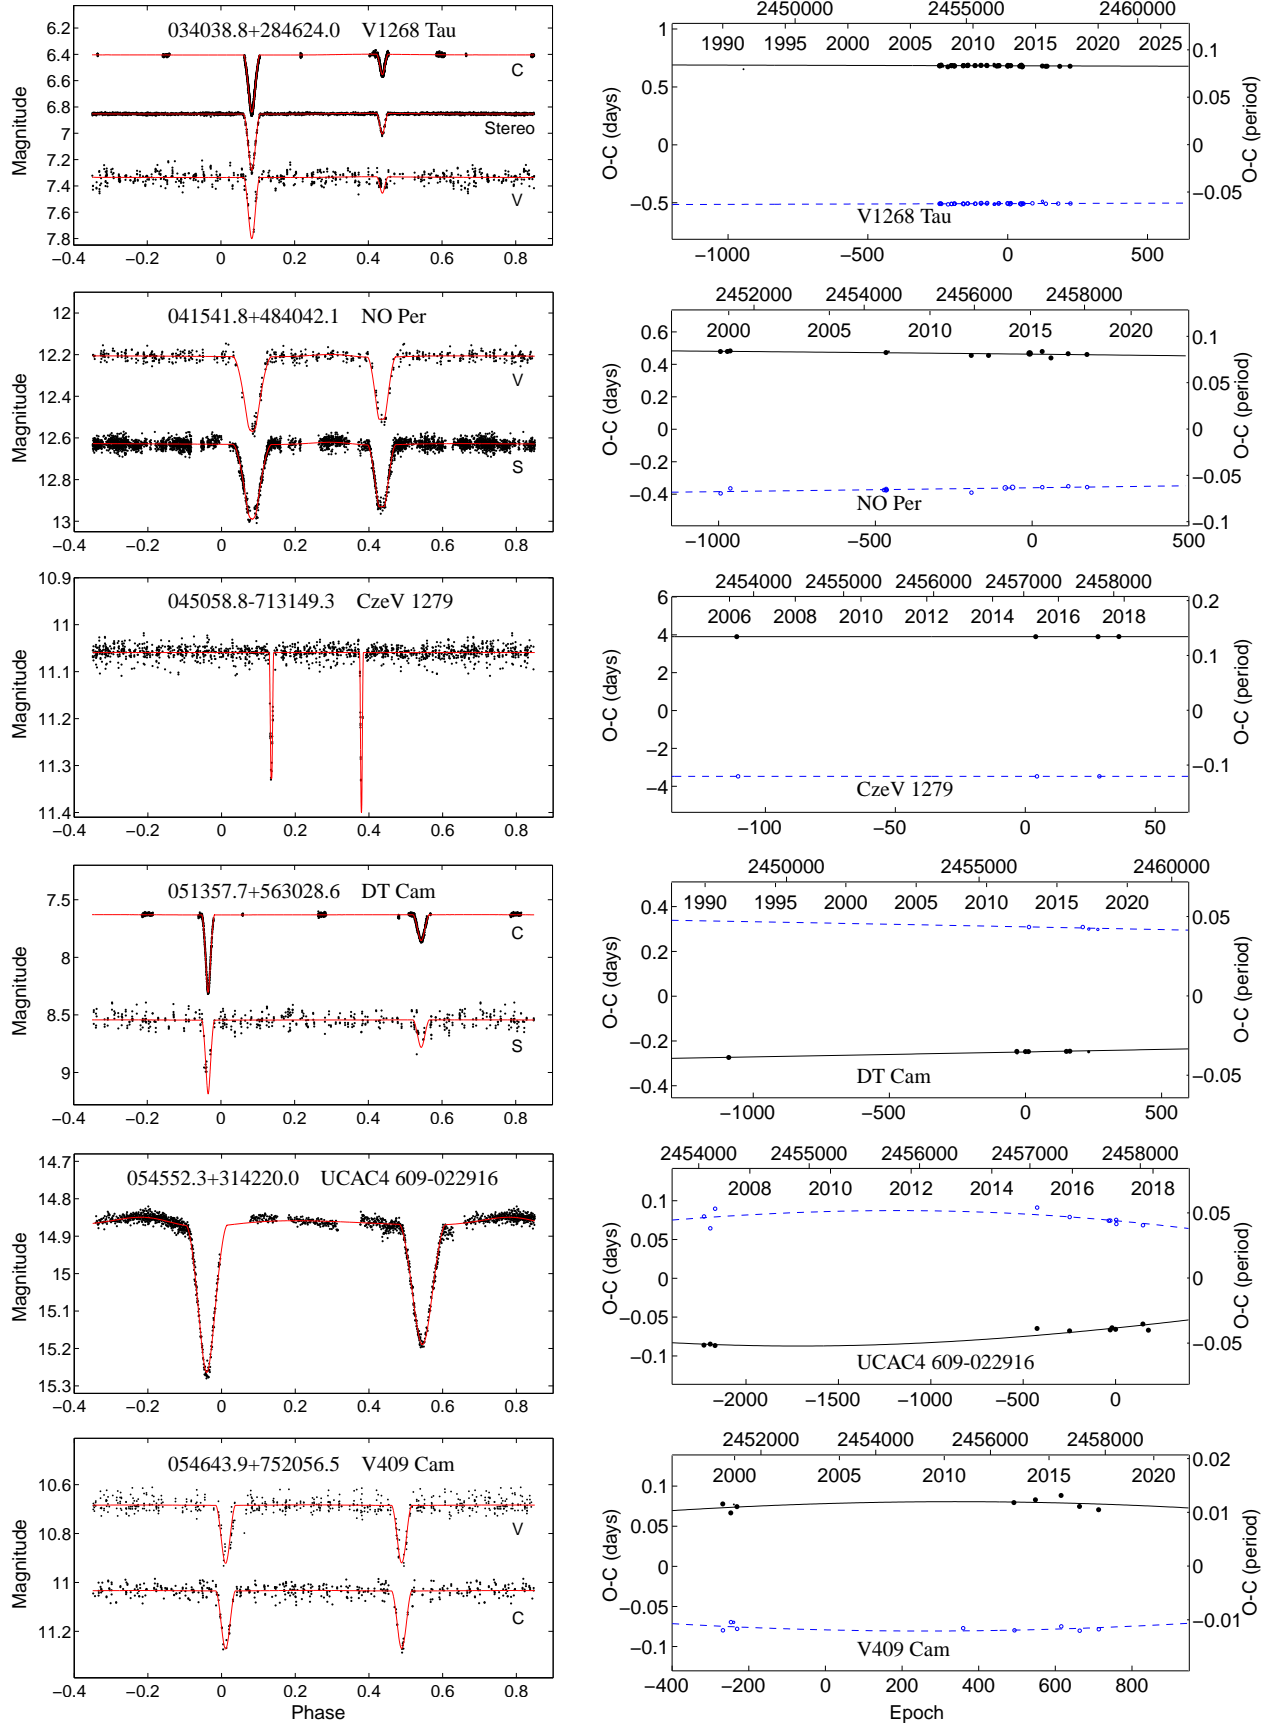 034038.8+284624.0 V1268 Tau
Magnitude
6.2
6.4
6.6
6.8
7
7.2
7.4
7.6
7.8
C
Stereo
V
−0.4 −0.2 0 0.2 0.4 0.6 0.8
2450000 2455000 2460000
1990 1995 2000 2005 2010 2015 2020 2025
O-C (days)
1
0.5
0
−0.5
O-C (period)
0.1
0.05
0
−0.05
V1268 Tau
−1000 −500 0 500
041541.8+484042.1 NO Per
Magnitude
12
12.2
12.4
12.6
12.8
13
V
S
−0.4 −0.2 0 0.2 0.4 0.6 0.8
2452000 2454000 2456000 2458000
2000 2005 2010 2015 2020
O-C (days)
0.6
0.4
0.2
0
−0.2
−0.4
O-C (period)
0.1
0.05
0
−0.05
−0.1
NO Per
−1000 −500 0 500
045058.8-713149.3 CzeV 1279
Magnitude
10.9
11
11.1
11.2
11.3
11.4
−0.4 −0.2 0 0.2 0.4 0.6 0.8
2454000 2455000 2456000 2457000 2458000
2006 2008 2010 2012 2014 2016 2018
O-C (days)
6
4
2
0
−2
−4
O-C (period)
0.2
0.1
0
−0.1
CzeV 1279
−100 −50 0 50
051357.7+563028.6 DT Cam
Magnitude
7.5
8
8.5
9
C
S
−0.4 −0.2 0 0.2 0.4 0.6 0.8
2450000 2455000 2460000
1990 1995 2000 2005 2010 2015 2020
O-C (days)
0.4
0.2
0
−0.2
−0.4
O-C (period)
0.05
0
−0.05
DT Cam
−1000 −500 0 500
054552.3+314220.0 UCAC4 609-022916
Magnitude
14.7
14.8
14.9
15
15.1
15.2
15.3
−0.4 −0.2 0 0.2 0.4 0.6 0.8
2454000 2455000 2456000 2457000 2458000
2008 2010 2012 2014 2016 2018
O-C (days)
0.1
0.05
0
−0.05
−0.1
O-C (period)
0.05
0
−0.05
UCAC4 609-022916
−2000 −1500 −1000 −500 0
054643.9+752056.5 V409 Cam
Magnitude
10.6
10.8
11
11.2
V
C
−0.4 −0.2 0 0.2 0.4 0.6 0.8
Phase
2452000 2454000 2456000 2458000
2000 2005 2010 2015 2020
O-C (days)
0.1
0.05
0
−0.05
−0.1
O-C (period)
0.02
0.01
0
−0.01
V409 Cam
−400 −200 0 200 400 600 800
Epoch